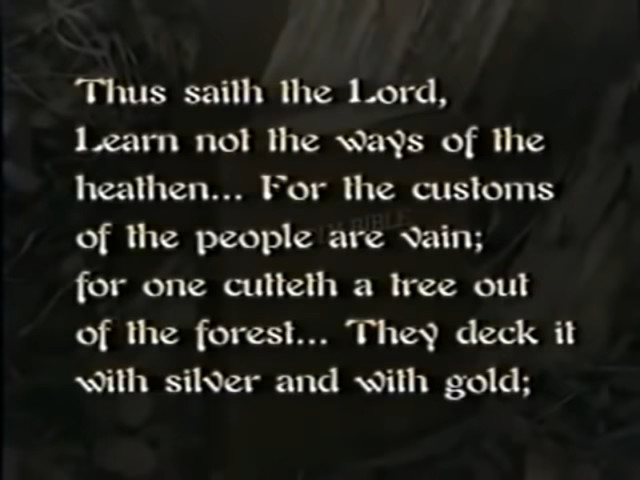 Thus saith the Lord,
Learn not the ways of the
heathen... For the customs
of the people are vain;
for one cutteth a tree out
of the forest... They deck it
with silver and with gold;
BIBLE